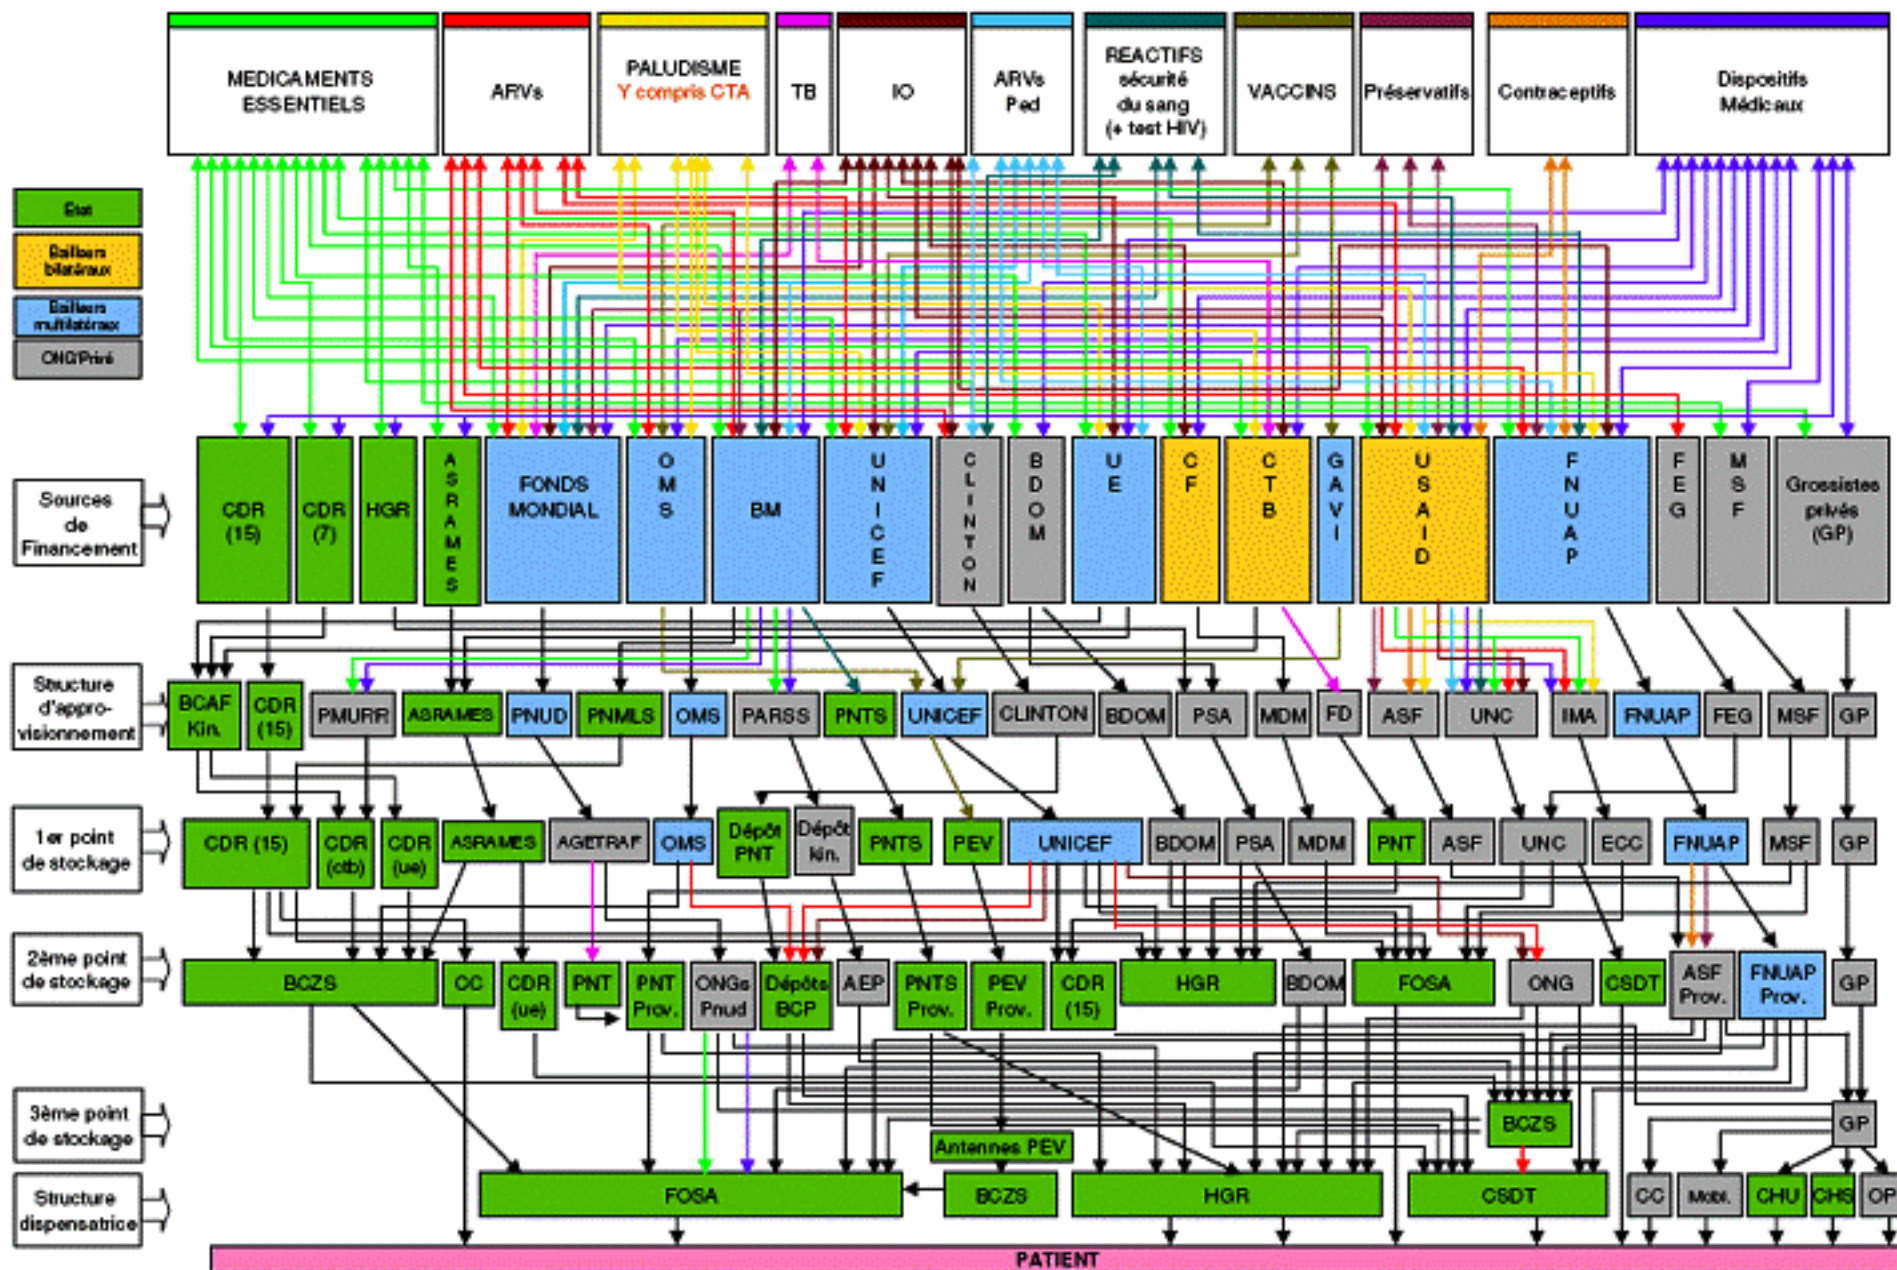 MEDICAMENTS
ESSENTIELS
ARVs
PALUDISME
Y compris CTA
TB
IO
ARVs
Ped
REACTIFS
sécurité
du sang
(+ test HIV)
VACCINS
Préservatifs
Contraceptifs
Dispositifs
Médicaux
Etat
Bailleurs
bilatéraux
Bailleurs
multilatéraux
ONG/Privé
Sources
de
Financement
CDR
(15)
CDR
(7)
HGR
ASRAMES
FONDS
MONDIAL
OMS
BM
UNICEF
CLINTON
BDOM
UE
CF
CTB
GAVI
USAID
FNUAP
FEG
MSF
Grossistes
privés
(GP)
Structure
d'appro-
visionnement
BCAF
Kin.
CDR
(15)
PMURR
ASRAMES
PNUD
PNMLS
OMS
PARSS
PNTS
UNICEF
CLINTON
BDOM
PSA
MDM
FD
ASF
UNC
IMA
FNUAP
FEG
MSF
GP
1er point
de stockage
CDR (15)
CDR
(ctb)
CDR
(ue)
ASRAMES
AGETRAF
OMS
Dépôt
PNT
Dépôt
kin.
PNTS
PEV
UNICEF
BDOM
PSA
MDM
PNT
ASF
UNC
ECC
FNUAP
MSF
GP
2ème point
de stockage
BCZS
CC
CDR
(ue)
PNT
PNT
Prov.
ONGs
Pnud
Dépôts
BCP
AEP
PNTS
Prov.
PEV
Prov.
CDR
(15)
HGR
BDOM
FOSA
ONG
CSDT
ASF
Prov.
FNUAP
Prov.
GP
3ème point
de stockage
Antennes PEV
BCZS
GP
Structure
dispensatrice
FOSA
BCZS
HGR
CSDT
CC
Mobi.
CHU
CHS
OP
PATIENT